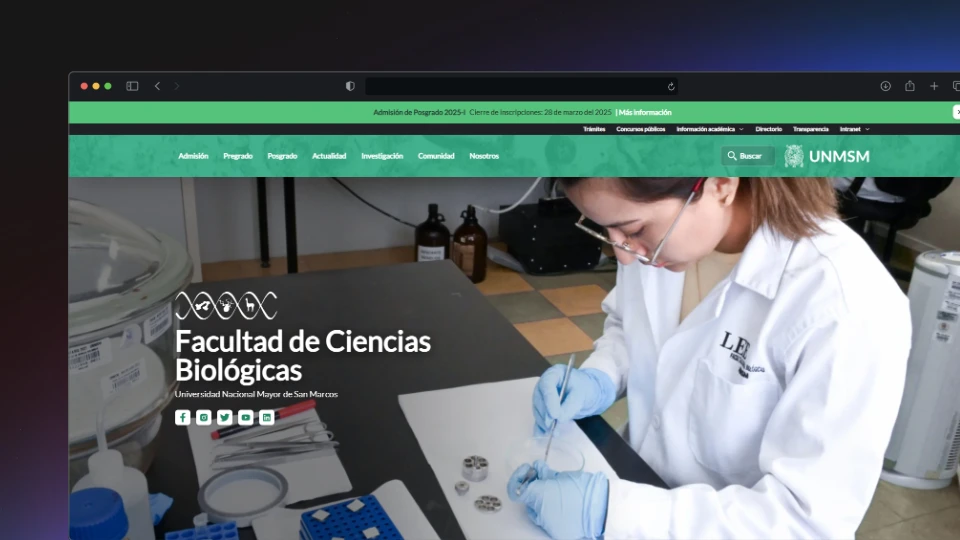 Admisión de Posgrado 2025-I Cierre de inscripciones: 28 de marzo del 2025 | Más información
Trámites Concursos públicos Información académica Directorio Transparencia Intranet
Admisión Pregrado Posgrado Actualidad Investigación Comunidad Nosotros Buscar UNMSM
Facultad de Ciencias
Biológicas
Universidad Nacional Mayor de San Marcos